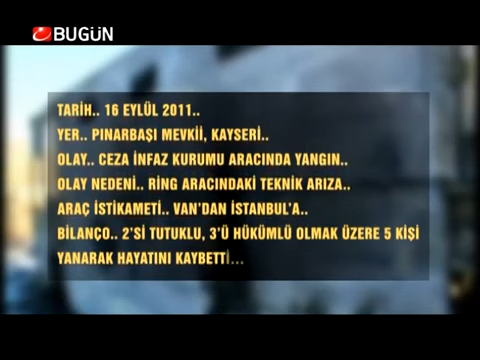 BUGÜN
TARİH.. 16 EYLÜL 2011..
YER.. PINARBAŞI MEVKİİ, KAYSERİ..
OLAY.. CEZA İNFAZ KURUMU ARACINDA YANGIN..
OLAY NEDENİ.. RİNG ARACINDAKİ TEKNİK ARIZA..
ARAÇ İSTİKAMETİ.. VAN'DAN İSTANBUL'A..
BİLANÇO.. 2'Sİ TUTUKLU, 3'Ü HÜKÜMLÜ OLMAK ÜZERE 5 KİŞİ
YANARAK HAYATINI KAYBETTİ...